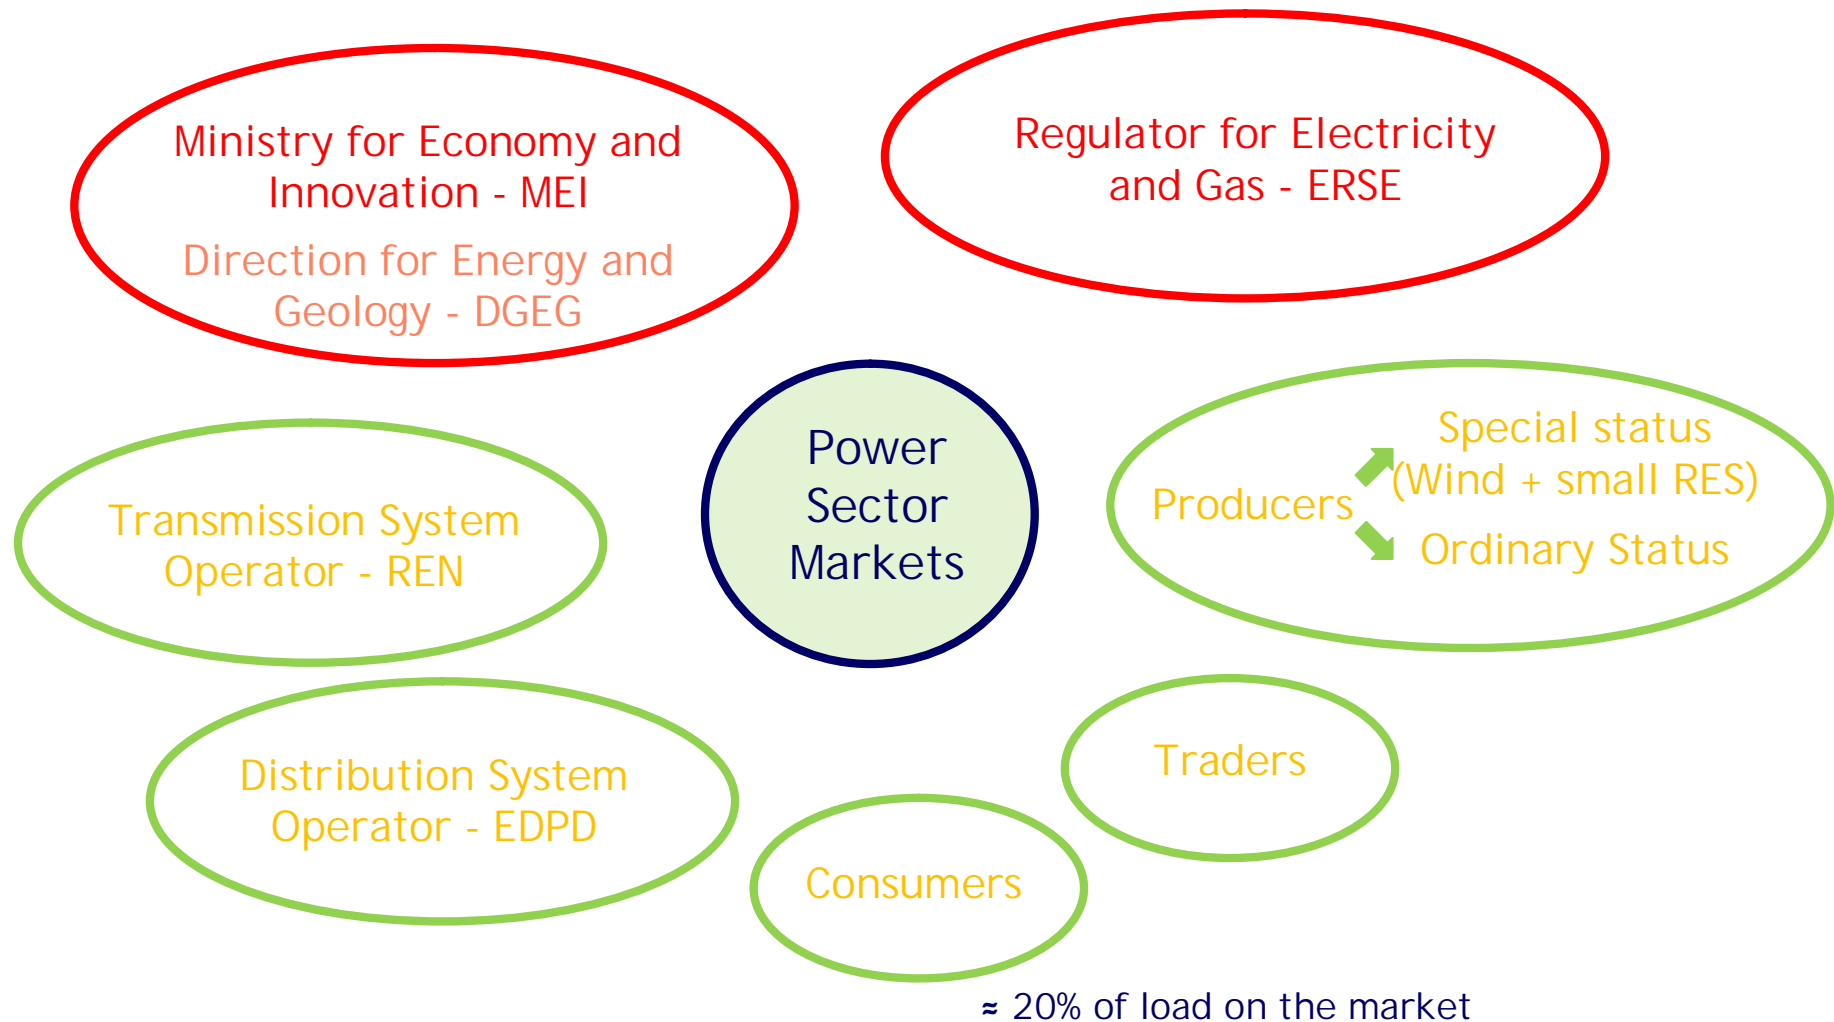 Ministry for Economy and
Innovation - MEI
Direction for Energy and
Geology - DGEG
Regulator for Electricity
and Gas - ERSE
Power
Sector
Markets
Special status
(Wind + small RES)
Producers
Ordinary Status
Transmission System
Operator - REN
Distribution System
Operator - EDPD
Traders
Consumers
≈ 20% of load on the market